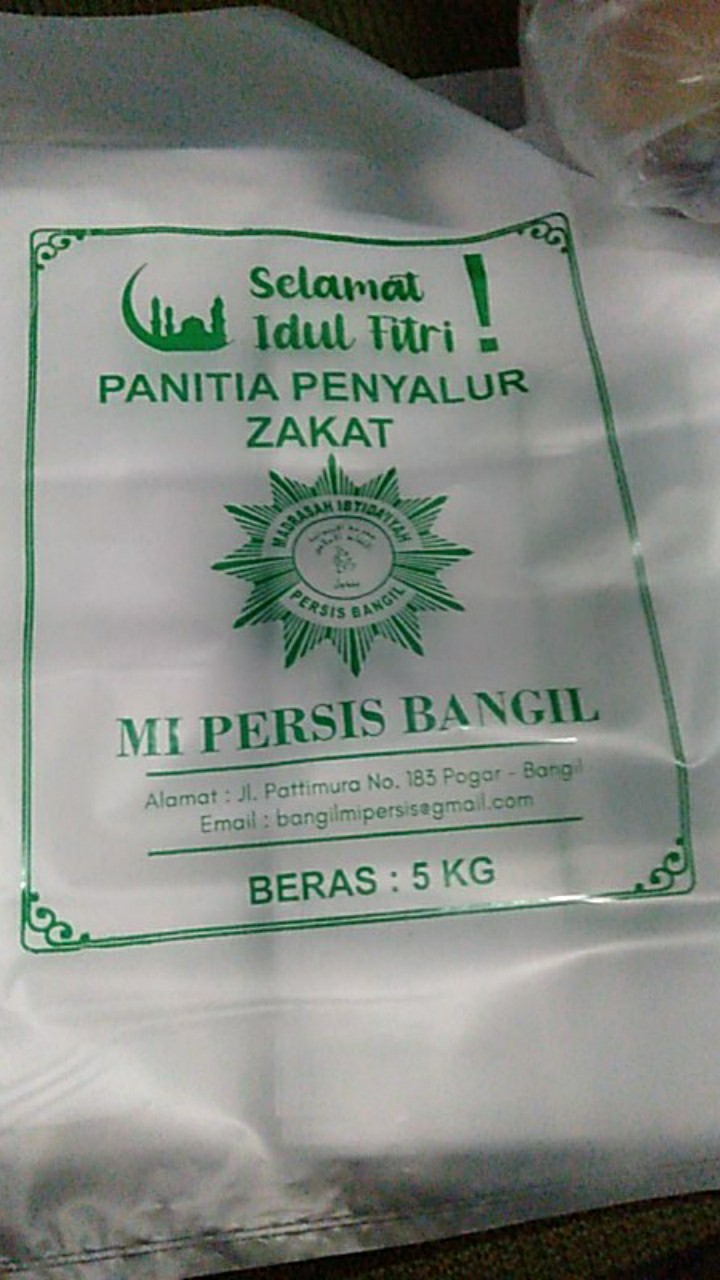 Selamat
Idul Fitri !
PANITIA PENYALUR
ZAKAT
MADRASAH IBTIDAIYYAH
PERSIS BANGIL
MI PERSIS BANGIL
Alamat : Jl. Pattimura No. 183 Pogar - Bangil
Email : bangilmipersis@gmail.com
BERAS : 5 KG